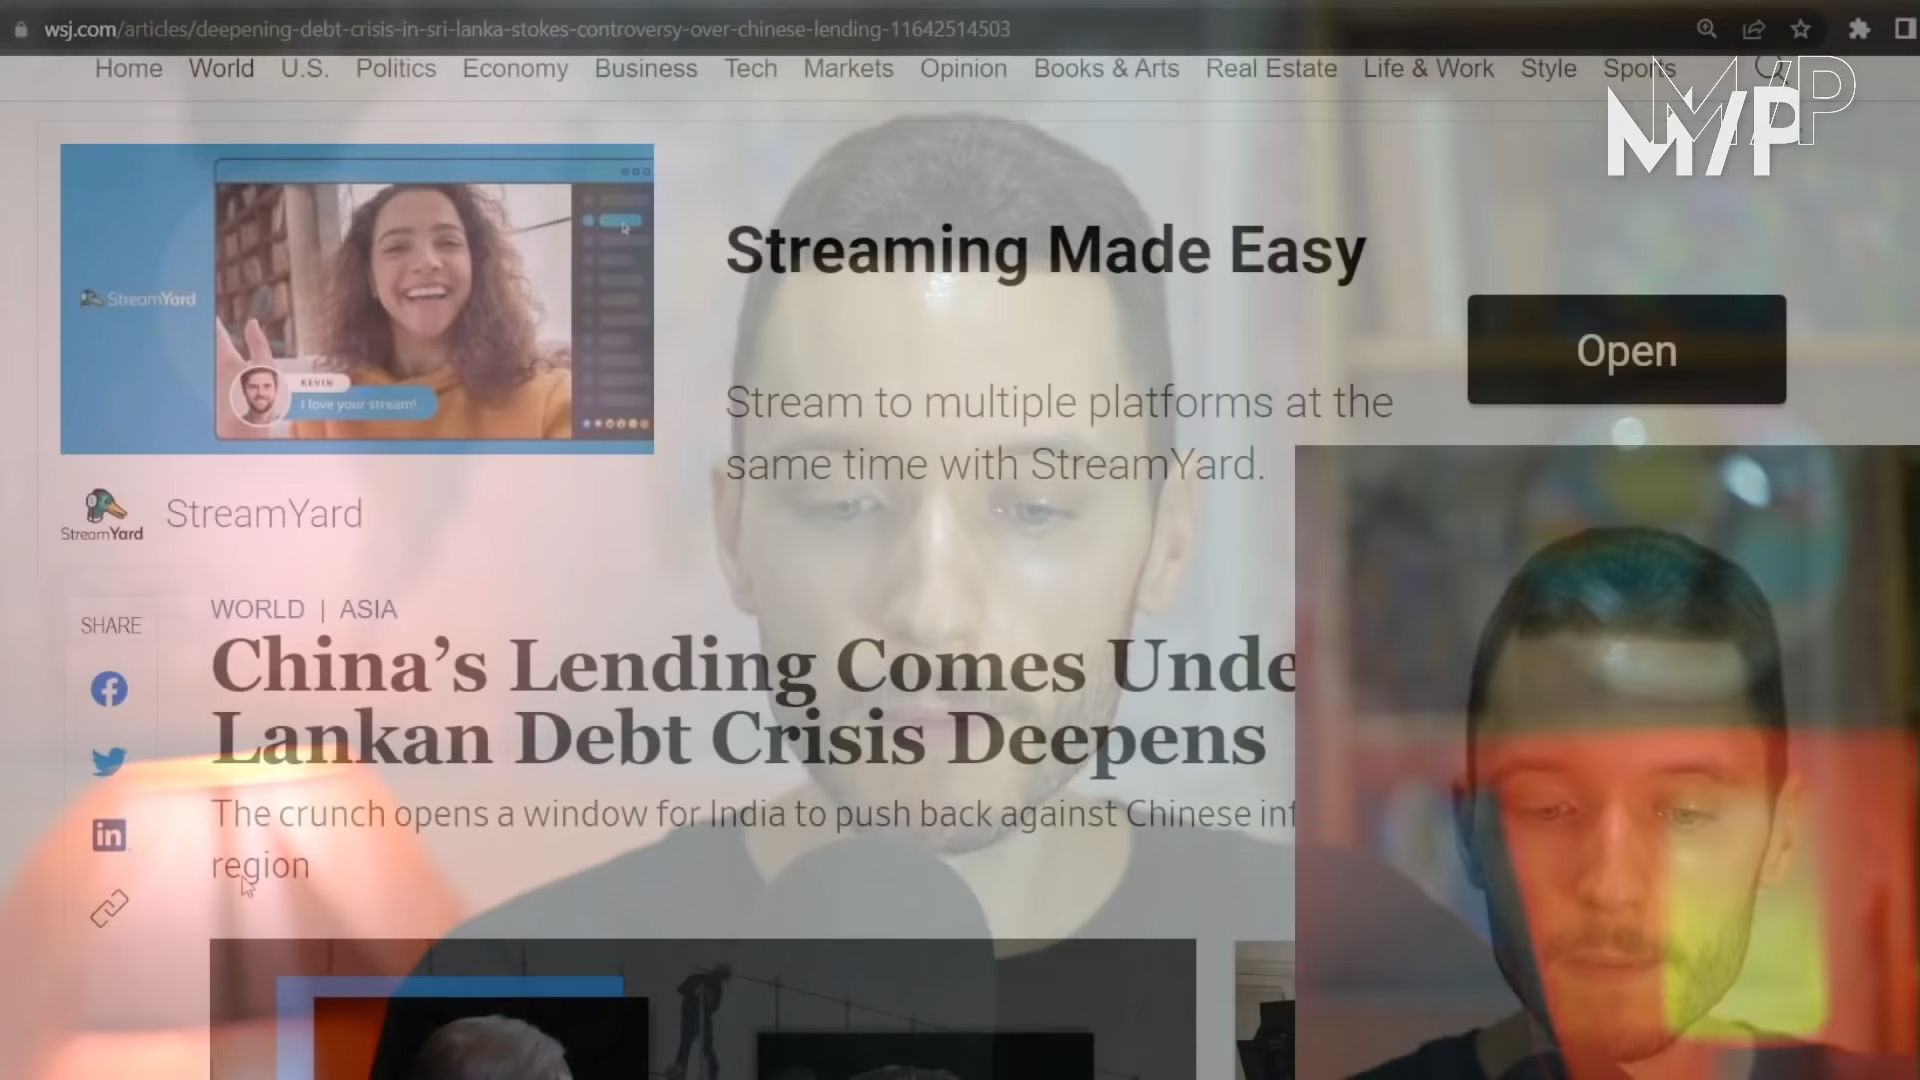 wsj.com/articles/deepening-debt-crisis-in-sri-lanka-stokes-controversy-over-chinese-lending-11642514503
Home World U.S. Politics Economy Business Tech Markets Opinion Books & Arts Real Estate Life & Work Style Sports
M/P
M/P
StreamYard
KEVIN
I love your stream!
Streaming Made Easy
Stream to multiple platforms at the
same time with StreamYard.
Open
StreamYard
StreamYard
SHARE
WORLD | ASIA
China’s Lending Comes Unde
Lankan Debt Crisis Deepens
The crunch opens a window for India to push back against Chinese inf
region